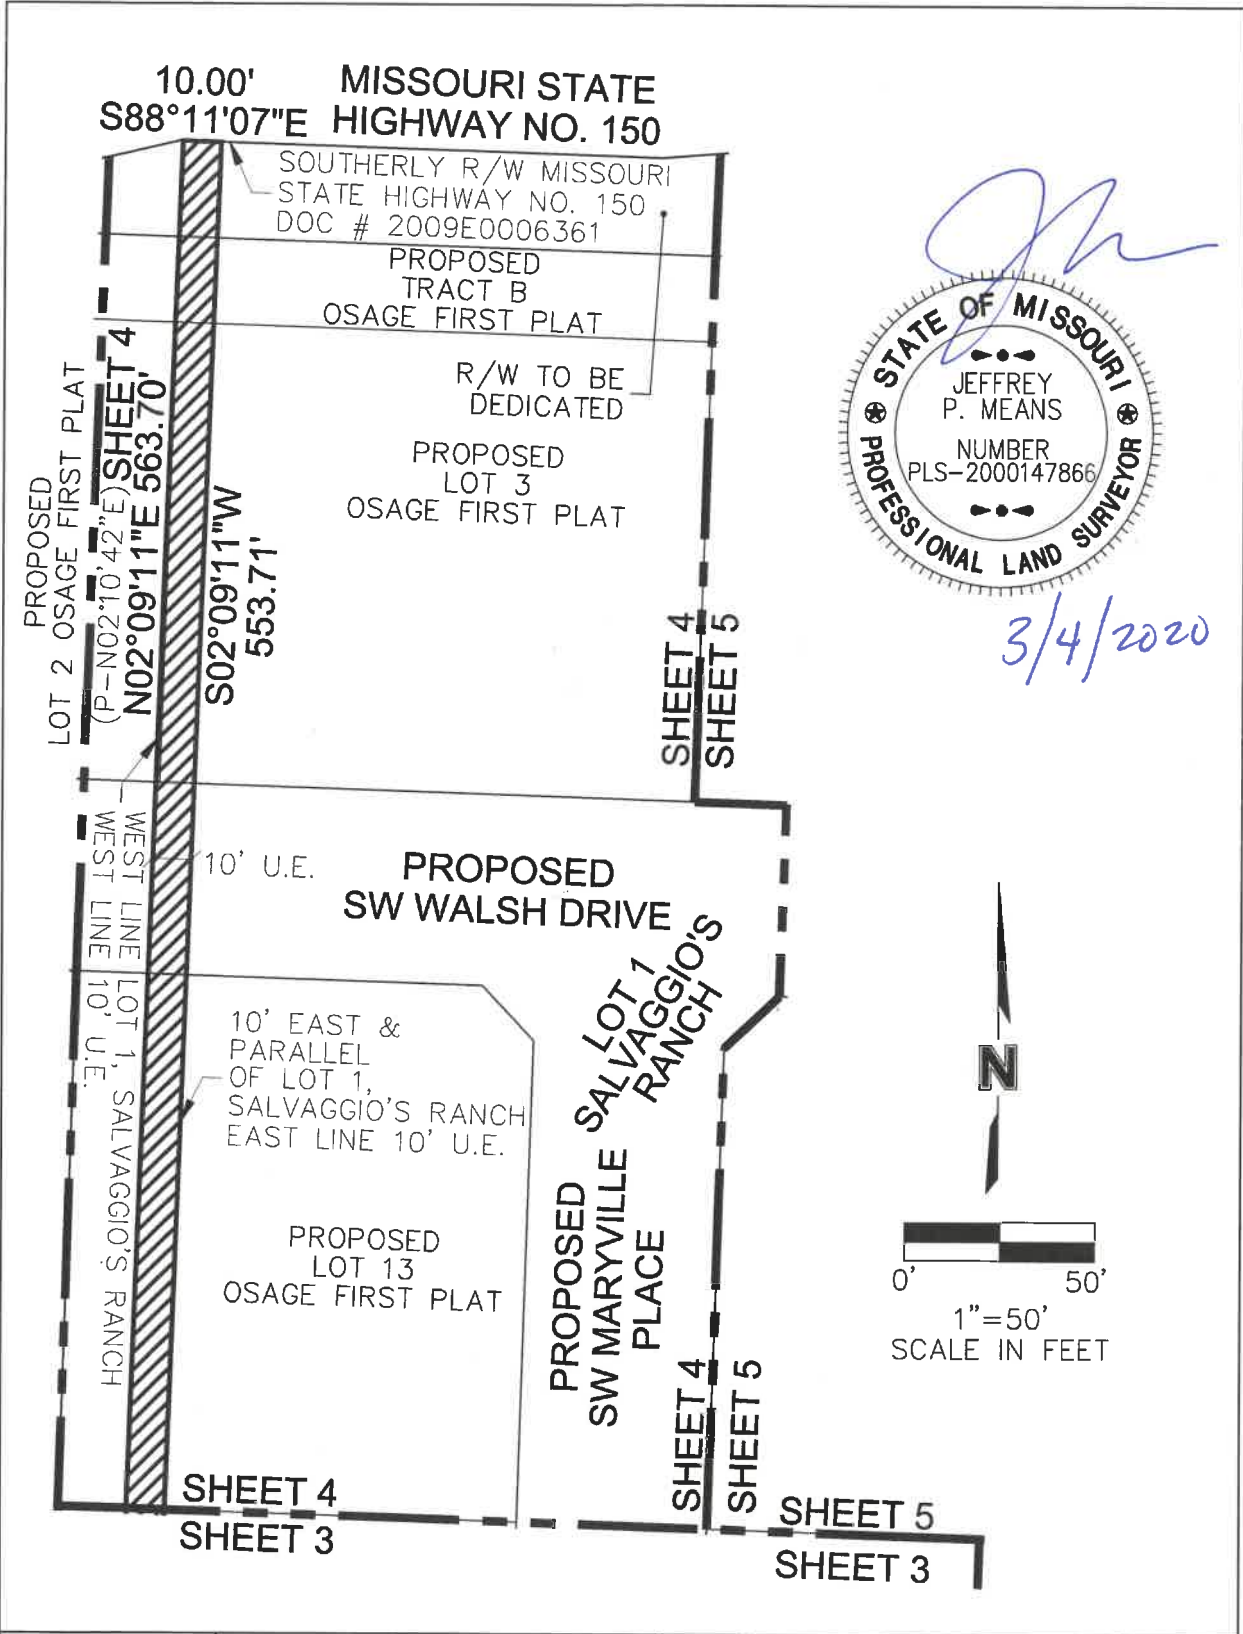 10.00'
S88°11'07"E
MISSOURI STATE
HIGHWAY NO. 150
SOUTHERLY R/W MISSOURI
STATE HIGHWAY NO. 150
DOC # 2009E0006361
PROPOSED
TRACT B
OSAGE FIRST PLAT
R/W TO BE
DEDICATED
PROPOSED
LOT 3
OSAGE FIRST PLAT
PROPOSED
LOT 2 OSAGE FIRST PLAT
(P-N02°10'42"E)
SHEET 4
N02°09'11"E 563.70'
S02°09'11"W
553.71'
SHEET 4
SHEET 5
STATE OF MISSOURI
JEFFREY
P. MEANS
NUMBER
PLS-2000147866
PROFESSIONAL LAND SURVEYOR
3/4/2020
WEST LINE LOT 1, SALVAGGIO'S RANCH
WEST LINE 10' U.E.
10' U.E.
PROPOSED
SW WALSH DRIVE
LOT 1
SALVAGGIO'S
RANCH
10' EAST &
PARALLEL
OF LOT 1,
SALVAGGIO'S RANCH
EAST LINE 10' U.E.
PROPOSED
LOT 13
OSAGE FIRST PLAT
PROPOSED
SW MARYVILLE
PLACE
N
0' 50'
1"=50'
SCALE IN FEET
SHEET 4
SHEET 5
SHEET 4
SHEET 3
SHEET 5
SHEET 3